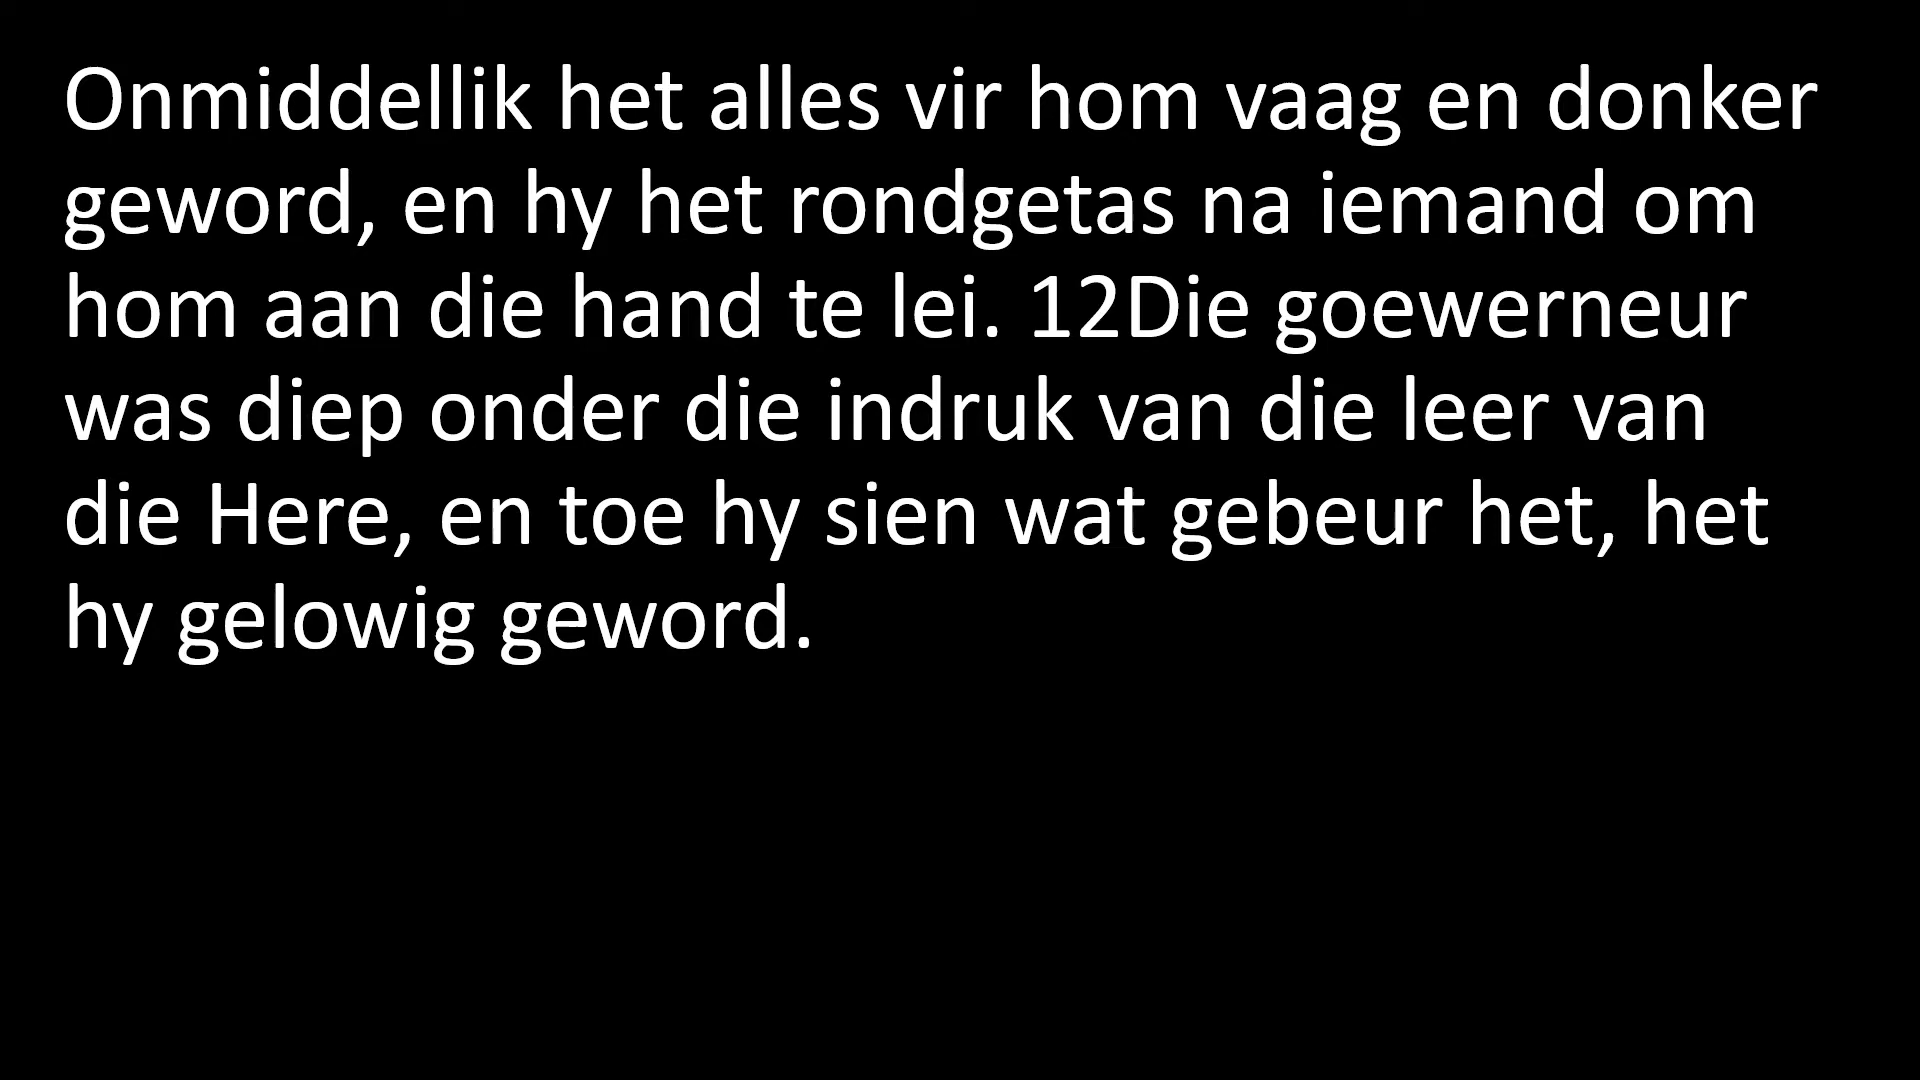 Onmiddellik het alles vir hom vaag en donker
geword, en hy het rondgetas na iemand om
hom aan die hand te lei. 12Die goewerneur
was diep onder die indruk van die leer van
die Here, en toe hy sien wat gebeur het, het
hy gelowig geword.